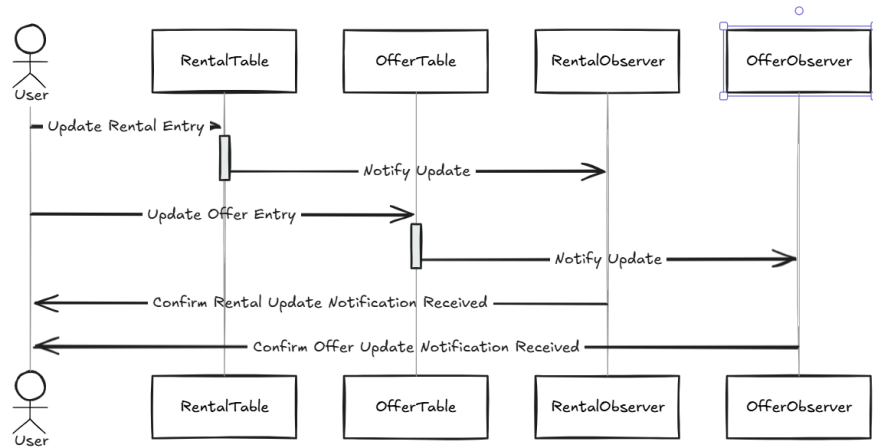 User
RentalTable
OfferTable
RentalObserver
OfferObserver
Update Rental Entry
Notify Update
Update Offer Entry
Notify Update
Confirm Rental Update Notification Received
Confirm Offer Update Notification Received
User
RentalTable
OfferTable
RentalObserver
OfferObserver